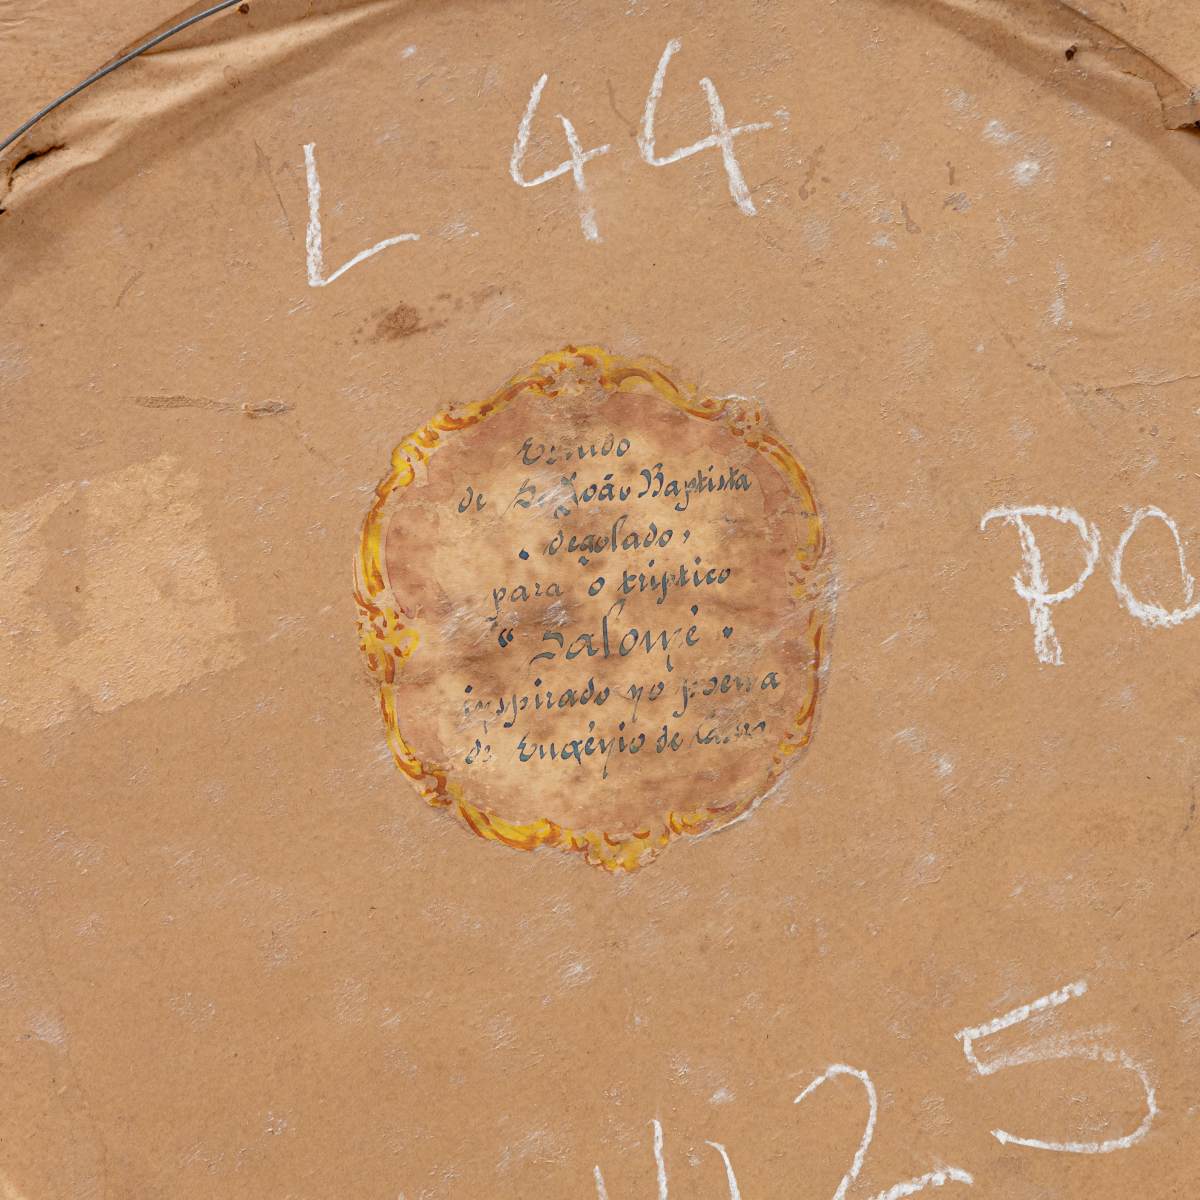 L 44
Estudo
de S. João Baptista
degolado,
para o triptico
"Salomé"
inspirado no poema
de Eugénio de Castro
PO
5